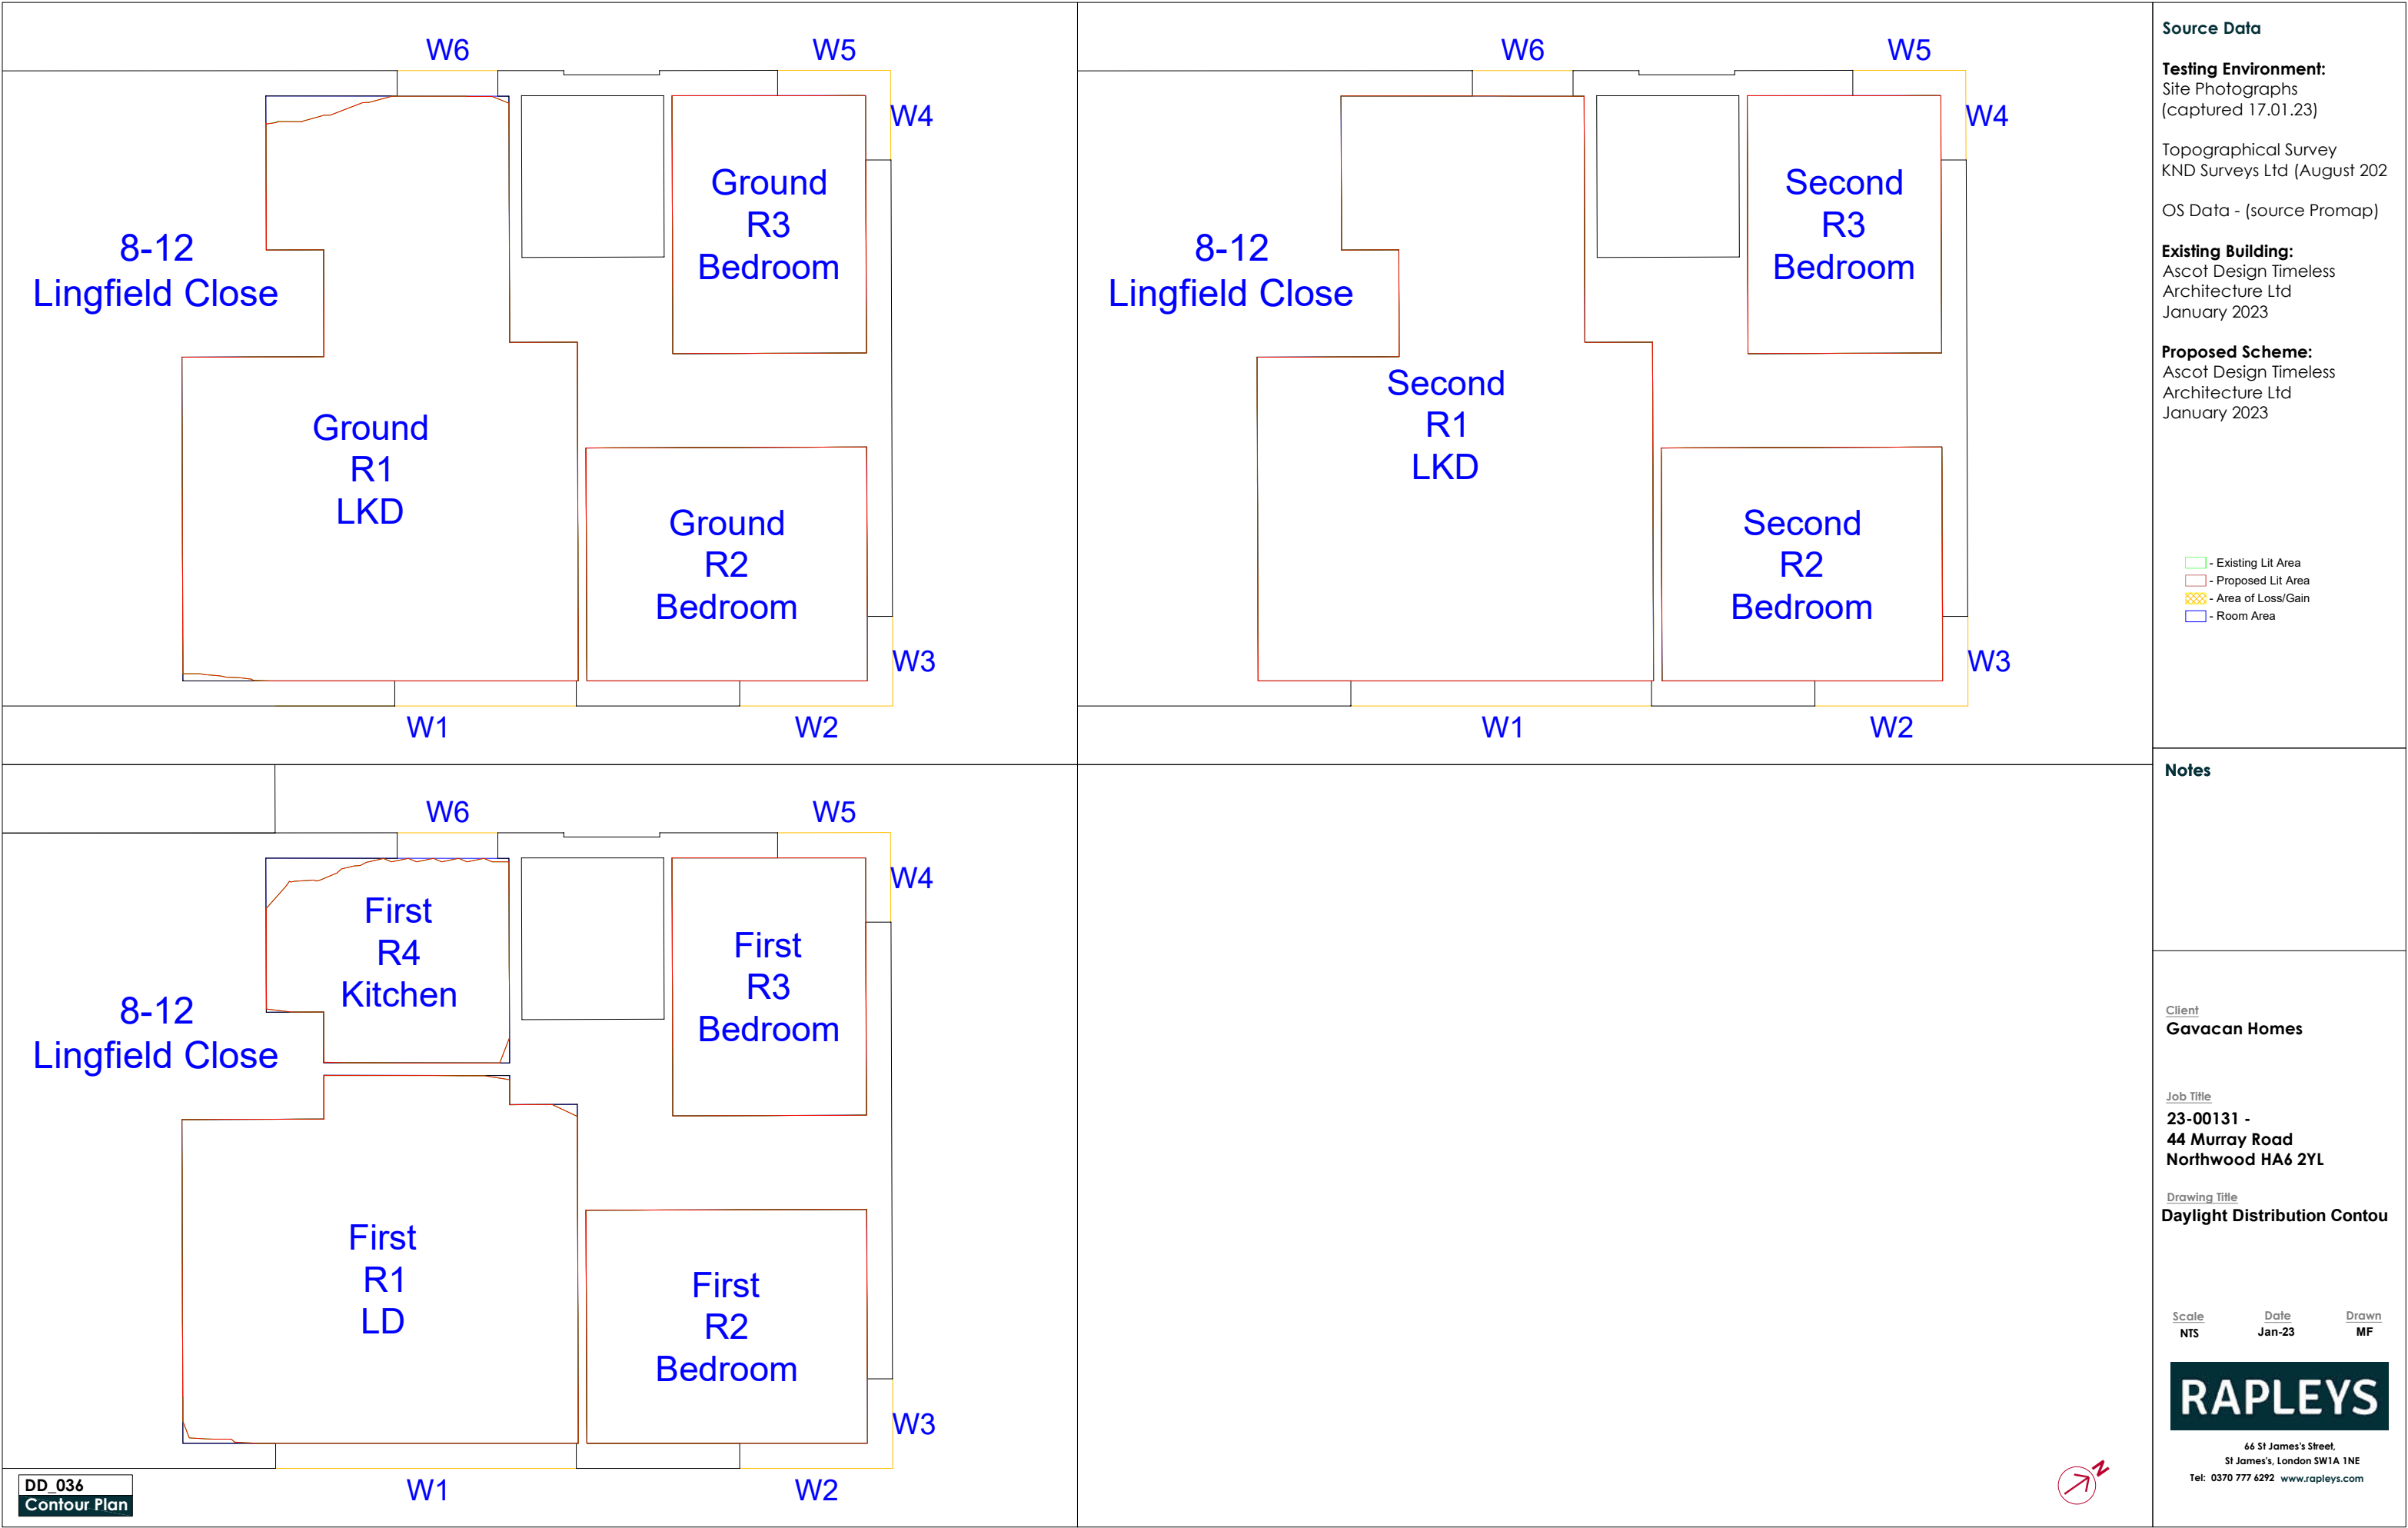 W6
W5
W4
Ground
R3
Bedroom
8-12
Lingfield Close
Ground
R1
LKD
Ground
R2
Bedroom
W3
W1
W2
W6
W5
W4
Second
R3
Bedroom
8-12
Lingfield Close
Second
R1
LKD
Second
R2
Bedroom
W3
W1
W2
W6
W5
W4
First
R4
Kitchen
First
R3
Bedroom
8-12
Lingfield Close
First
R1
LD
First
R2
Bedroom
W3
W1
W2
DD_036
Contour Plan
N
Source Data
Testing Environment:
Site Photographs
(captured 17.01.23)
Topographical Survey
KND Surveys Ltd (August 202
OS Data - (source Promap)
Existing Building:
Ascot Design Timeless
Architecture Ltd
January 2023
Proposed Scheme:
Ascot Design Timeless
Architecture Ltd
January 2023
- Existing Lit Area
- Proposed Lit Area
- Area of Loss/Gain
- Room Area
Notes
Client
Gavacan Homes
Job Title
23-00131 -
44 Murray Road
Northwood HA6 2YL
Drawing Title
Daylight Distribution Contou
Scale Date Drawn
NTS Jan-23 MF
RAPLEYS
66 St James's Street,
St James's, London SW1A 1NE
Tel: 0370 777 6292 www.rapleys.com